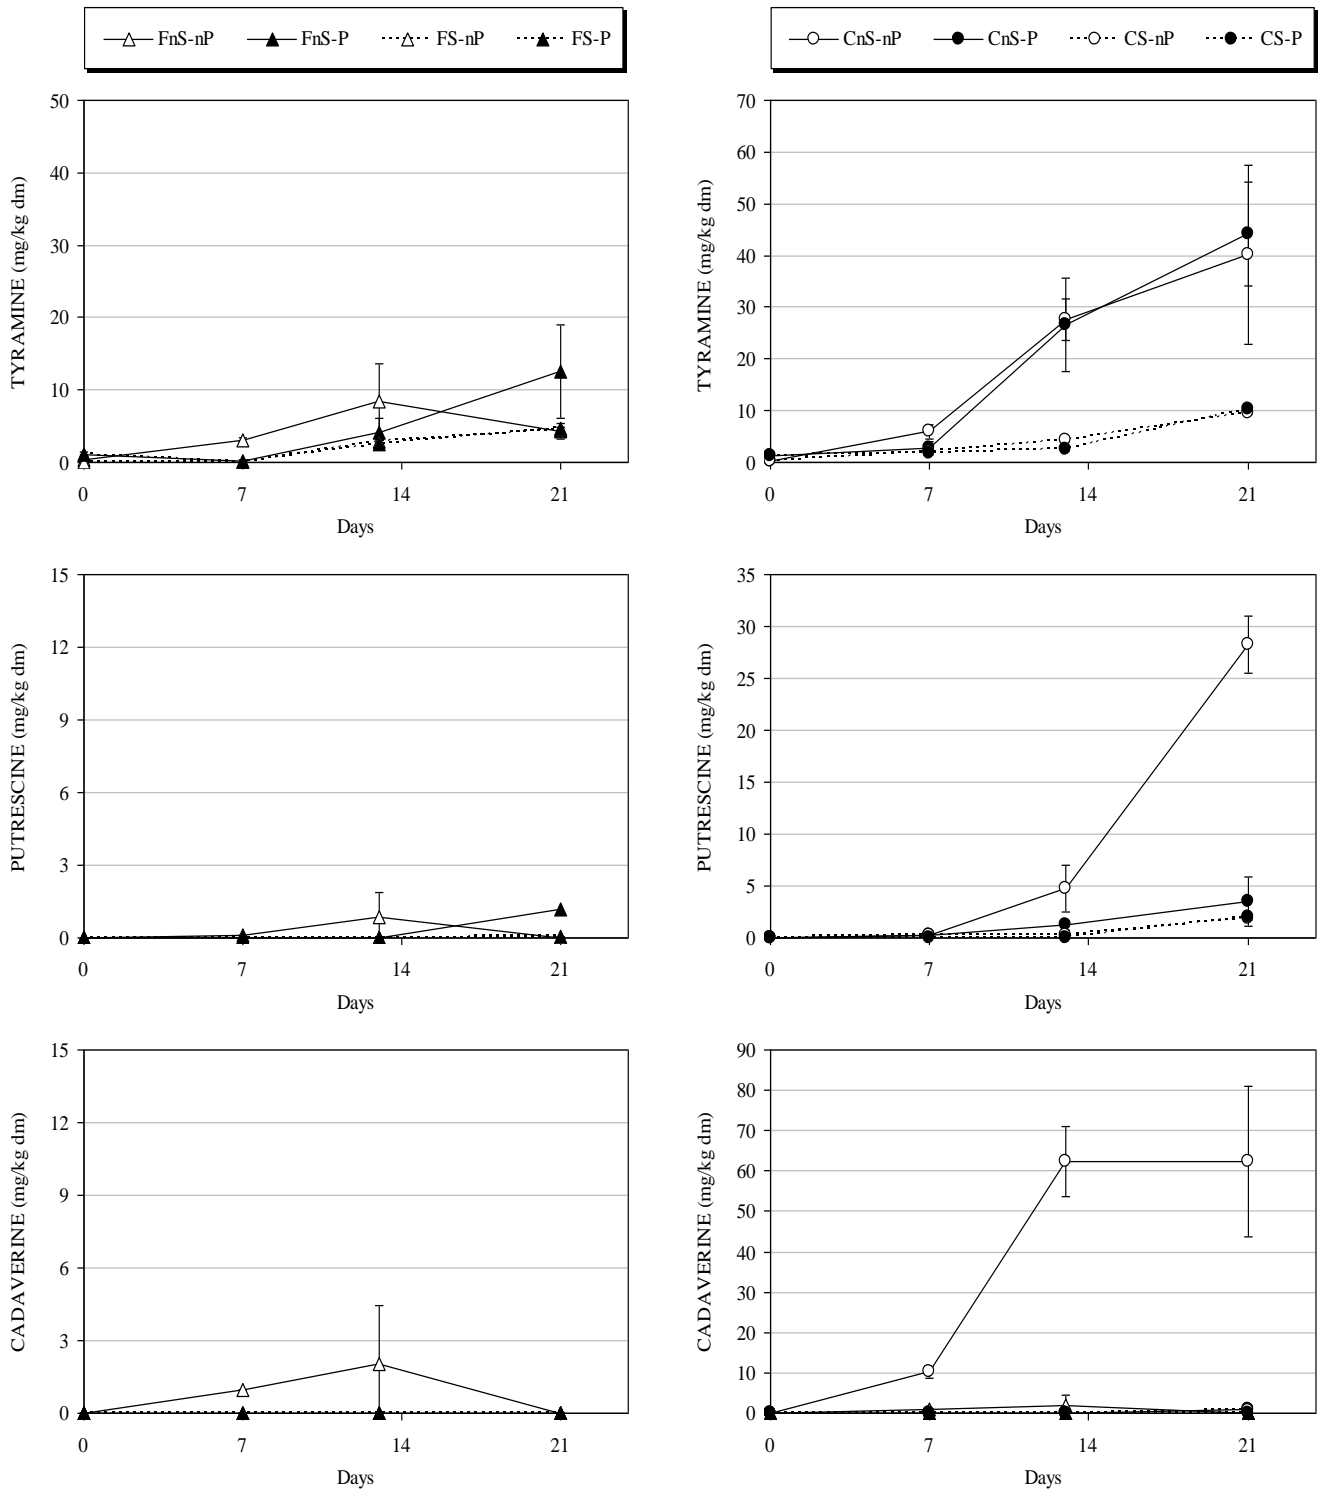 FnS-nP FnS-P FS-nP FS-P
CnS-nP CnS-P CS-nP CS-P
TYRAMINE (mg/kg dm)
50
40
30
20
10
0
0 7 14 21
Days
TYRAMINE (mg/kg dm)
70
60
50
40
30
20
10
0
0 7 14 21
Days
PUTRESCINE (mg/kg dm)
15
12
9
6
3
0
0 7 14 21
Days
PUTRESCINE (mg/kg dm)
35
30
25
20
15
10
5
0
0 7 14 21
Days
CADAVERINE (mg/kg dm)
15
12
9
6
3
0
0 7 14 21
Days
CADAVERINE (mg/kg dm)
90
80
70
60
50
40
30
20
10
0
0 7 14 21
Days